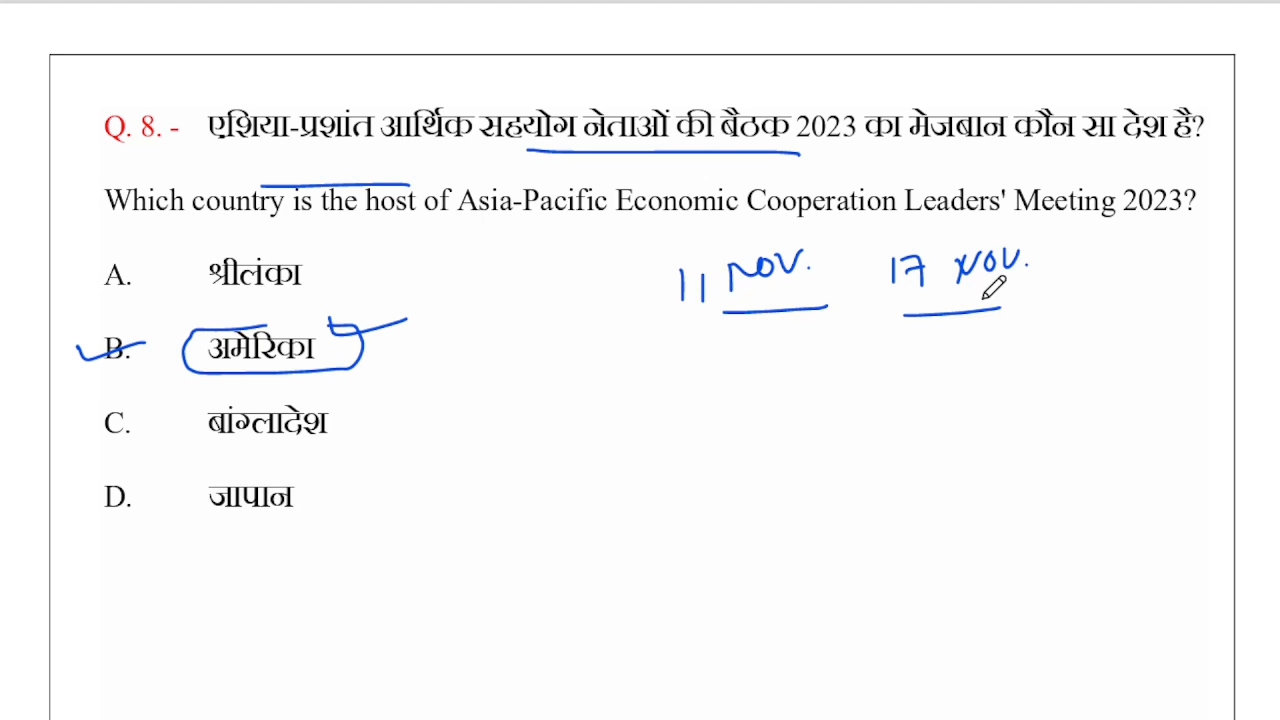 Q. 8. - एशिया-प्रशांत आर्थिक सहयोग नेताओं की बैठक 2023 का मेजबान कौन सा देश है?
Which country is the host of Asia-Pacific Economic Cooperation Leaders' Meeting 2023?
A. श्रीलंका
11 Nov. 17 Nov.
B. अमेरिका
C. बांग्लादेश
D. जापान